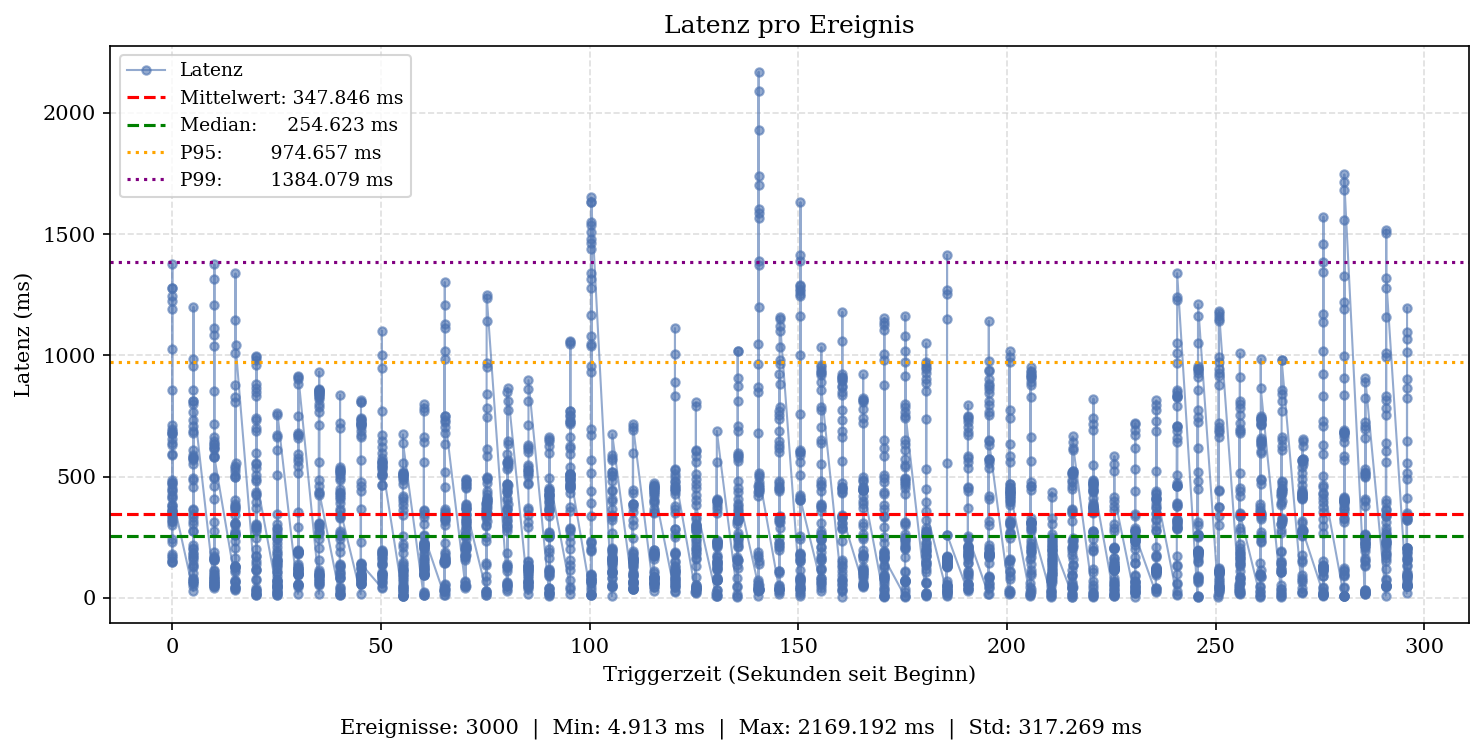 Latenz pro Ereignis
Latenz
Mittelwert: 347.846 ms
Median: 254.623 ms
P95: 974.657 ms
P99: 1384.079 ms
Latenz (ms)
2000
1500
1000
500
0
0 50 100 150 200 250 300
Triggerzeit (Sekunden seit Beginn)
Ereignisse: 3000 | Min: 4.913 ms | Max: 2169.192 ms | Std: 317.269 ms